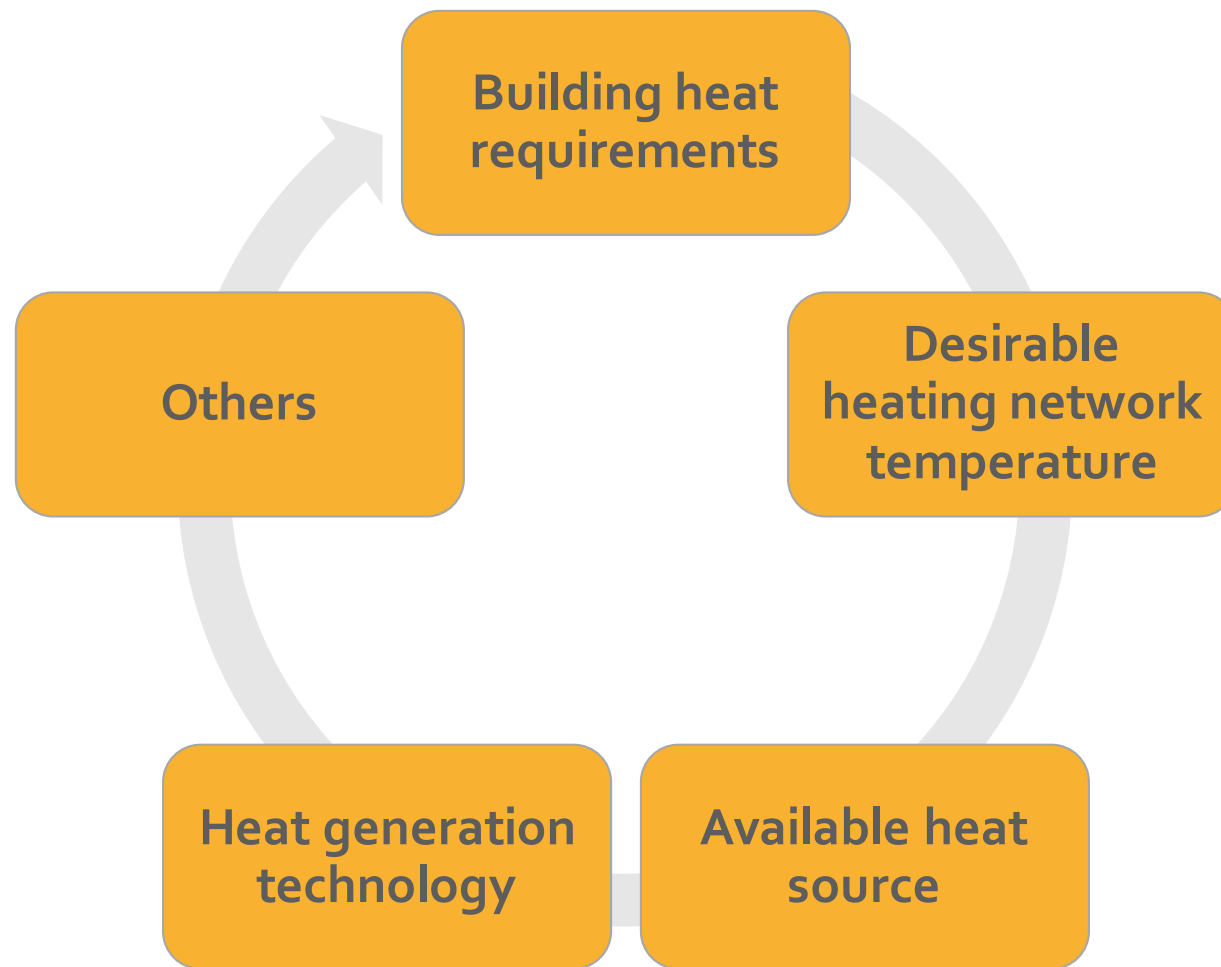 Building heat
requirements
Desirable
heating network
temperature
Available heat
source
Heat generation
technology
Others